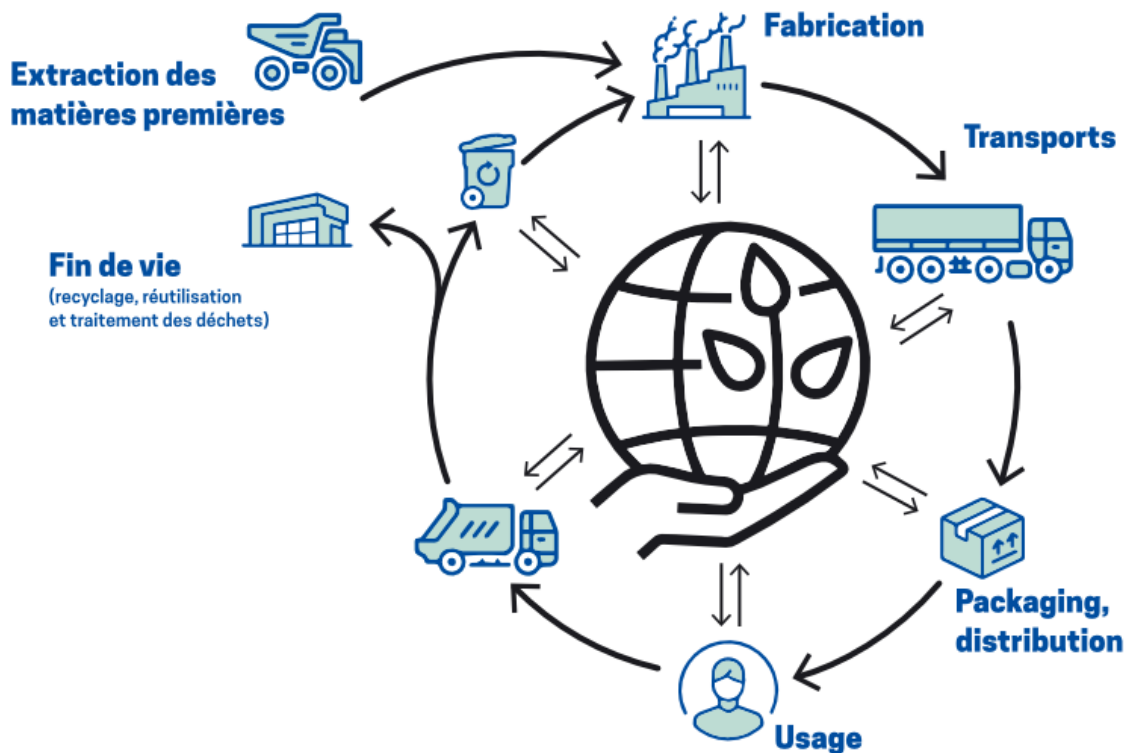 Fabrication
Extraction des
matières premières
Transports
Fin de vie
(recyclage, réutilisation
et traitement des déchets)
Packaging,
distribution
Usage